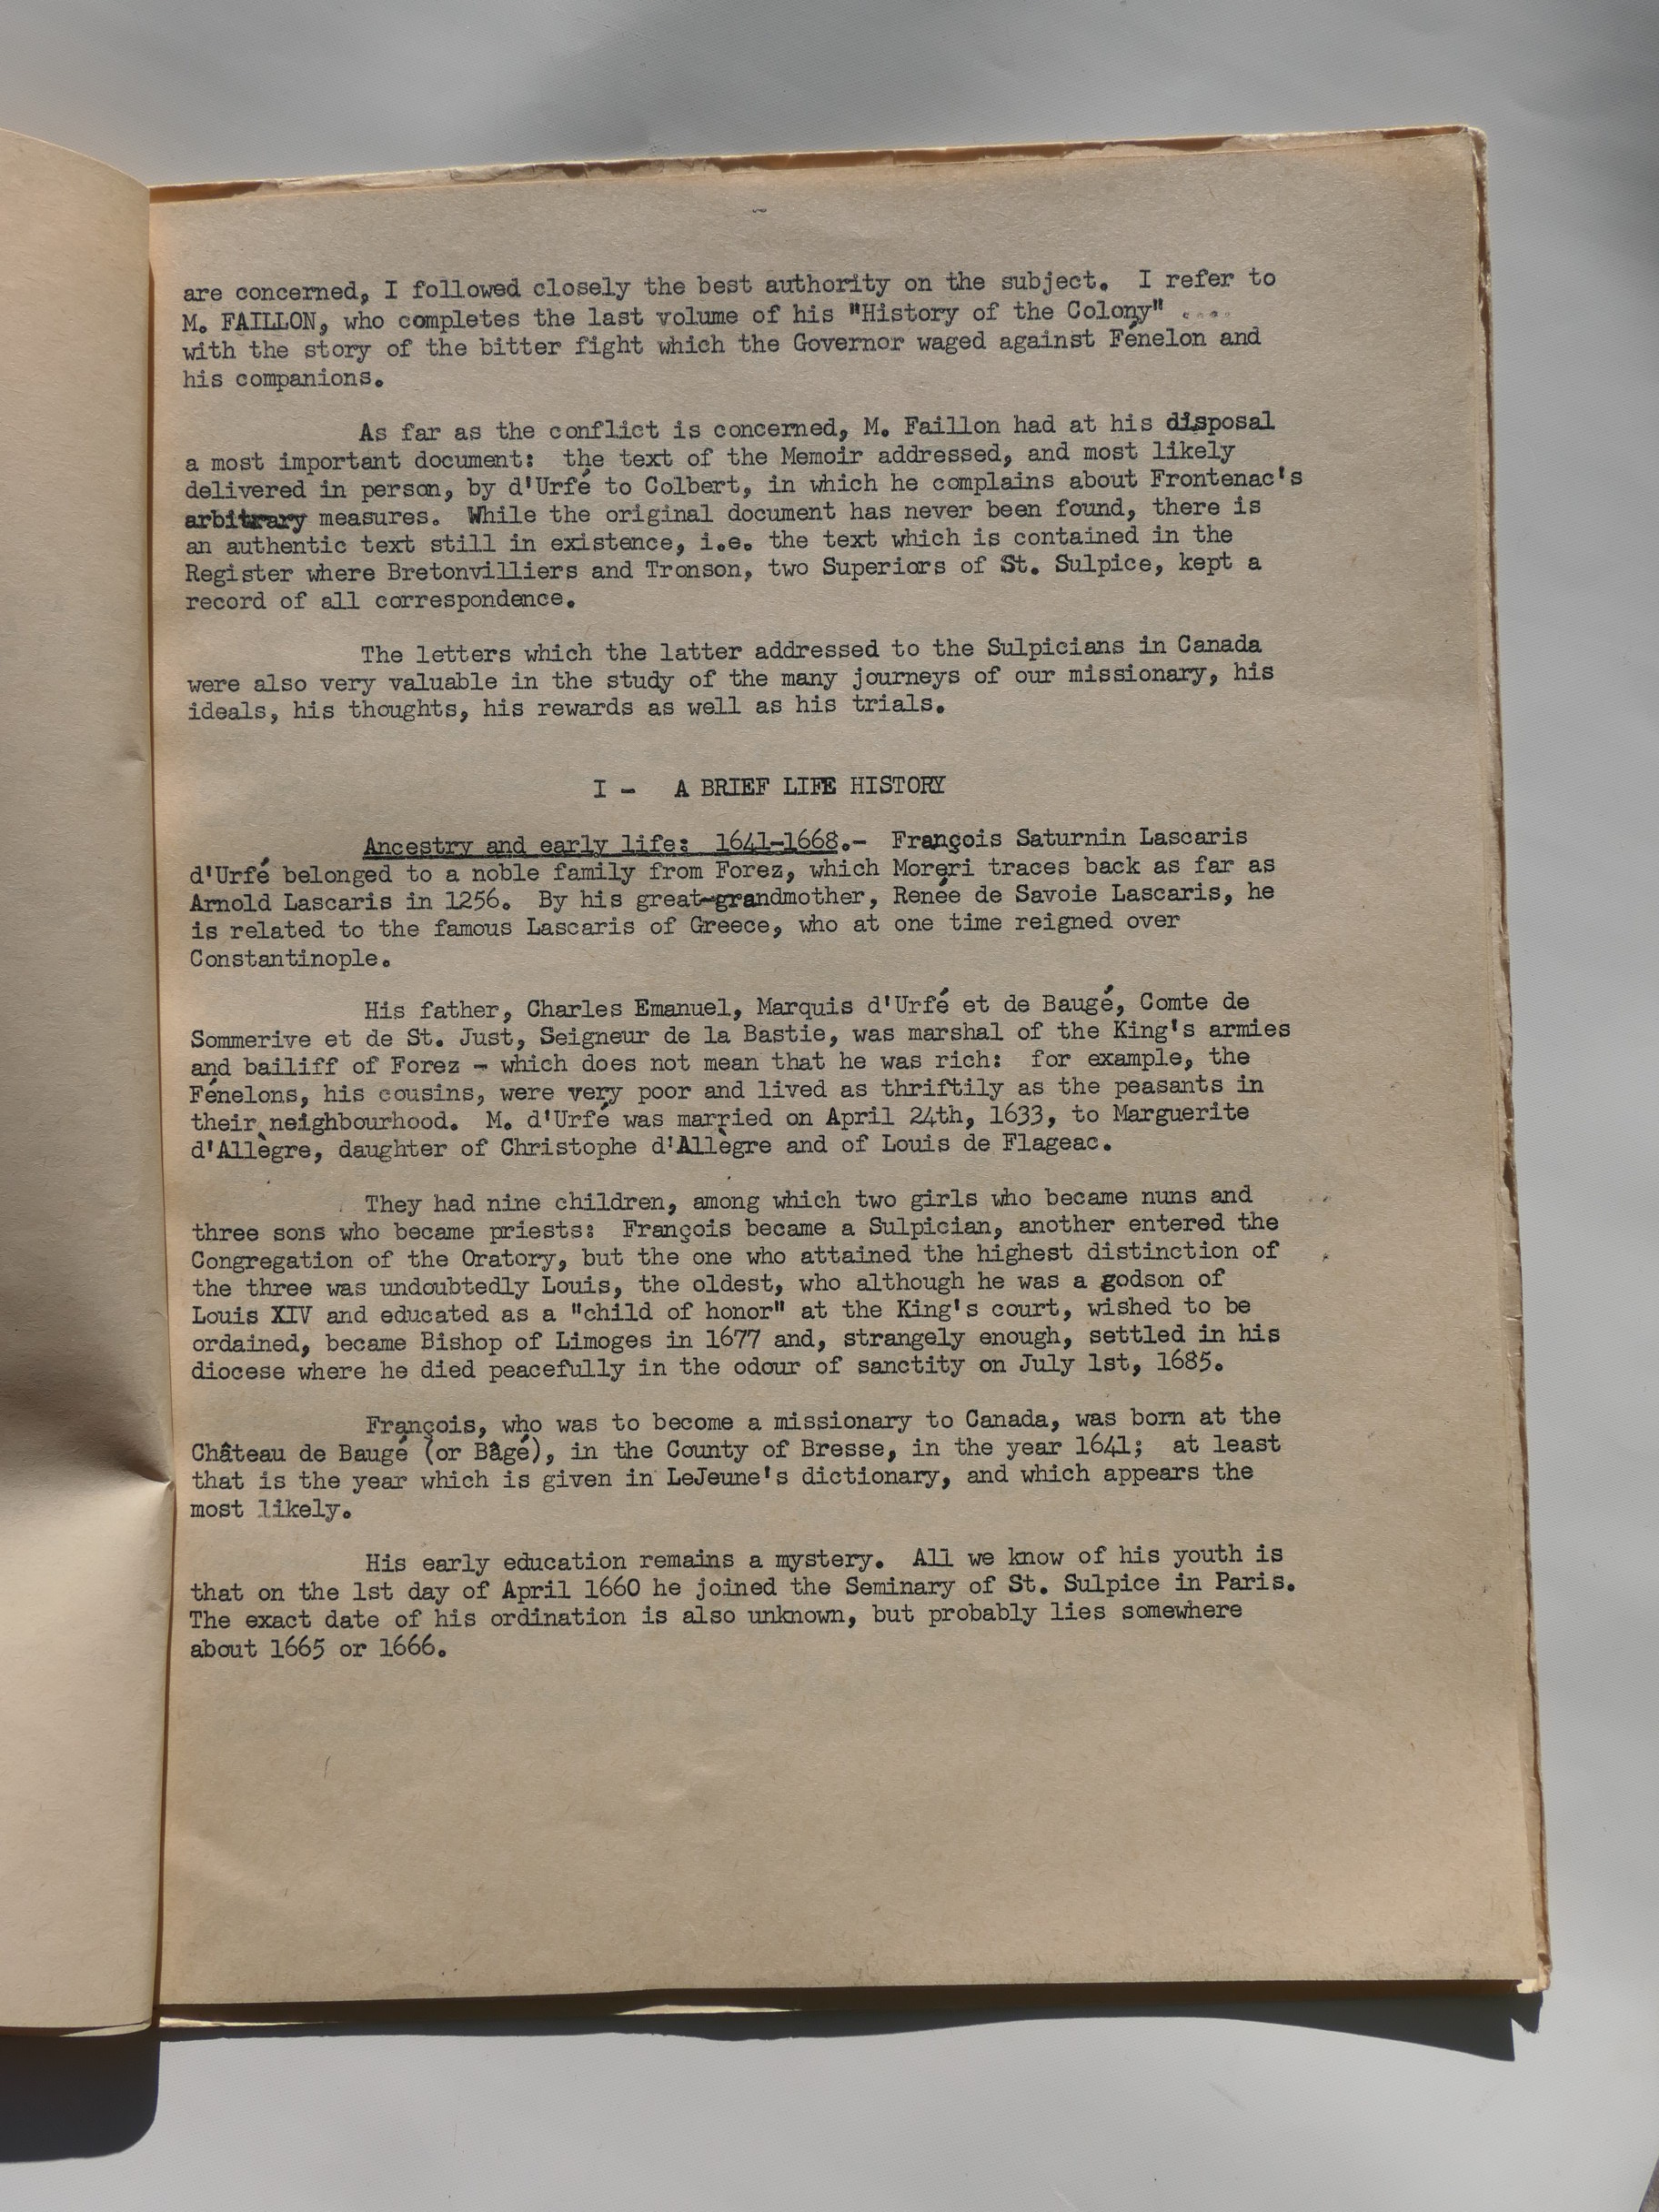 are concerned, I followed closely the best authority on the subject.  I refer to
M. FAILLON, who completes the last volume of his "History of the Colony" ....
with the story of the bitter fight which the Governor waged against Fénelon and
his companions.
As far as the conflict is concerned, M. Faillon had at his disposal
a most important document:  the text of the Memoir addressed, and most likely
delivered in person, by d'Urfé to Colbert, in which he complains about Frontenac's
arbitrary measures.  While the original document has never been found, there is
an authentic text still in existence, i.e. the text which is contained in the
Register where Bretonvilliers and Tronson, two Superiors of St. Sulpice, kept a
record of all correspondence.
The letters which the latter addressed to the Sulpicians in Canada
were also very valuable in the study of the many journeys of our missionary, his
ideals, his thoughts, his rewards as well as his trials.
I -  A BRIEF LIFE HISTORY
Ancestry and early life:  1641-1668.-  François Saturnin Lascaris
d'Urfé belonged to a noble family from Forez, which Moreri traces back as far as
Arnold Lascaris in 1256.  By his great-grandmother, Renée de Savoie Lascaris, he
is related to the famous Lascaris of Greece, who at one time reigned over
Constantinople.
His father, Charles Emanuel, Marquis d'Urfé et de Baugé, Comte de
Sommerive et de St. Just, Seigneur de la Bastie, was marshal of the King's armies
and bailiff of Forez - which does not mean that he was rich:  for example, the
Fénelons, his cousins, were very poor and lived as thriftily as the peasants in
their neighbourhood.  M. d'Urfé was married on April 24th, 1633, to Marguerite
d'Allègre, daughter of Christophe d'Allègre and of Louis de Flageac.
They had nine children, among which two girls who became nuns and
three sons who became priests:  François became a Sulpician, another entered the
Congregation of the Oratory, but the one who attained the highest distinction of
the three was undoubtedly Louis, the oldest, who although he was a godson of
Louis XIV and educated as a "child of honor" at the King's court, wished to be
ordained, became Bishop of Limoges in 1677 and, strangely enough, settled in his
diocese where he died peacefully in the odour of sanctity on July 1st, 1685.
François, who was to become a missionary to Canada, was born at the
Château de Baugé (or Bâgé), in the County of Bresse, in the year 1641;  at least
that is the year which is given in LeJeune's dictionary, and which appears the
most likely.
His early education remains a mystery.  All we know of his youth is
that on the 1st day of April 1660 he joined the Seminary of St. Sulpice in Paris.
The exact date of his ordination is also unknown, but probably lies somewhere
about 1665 or 1666.